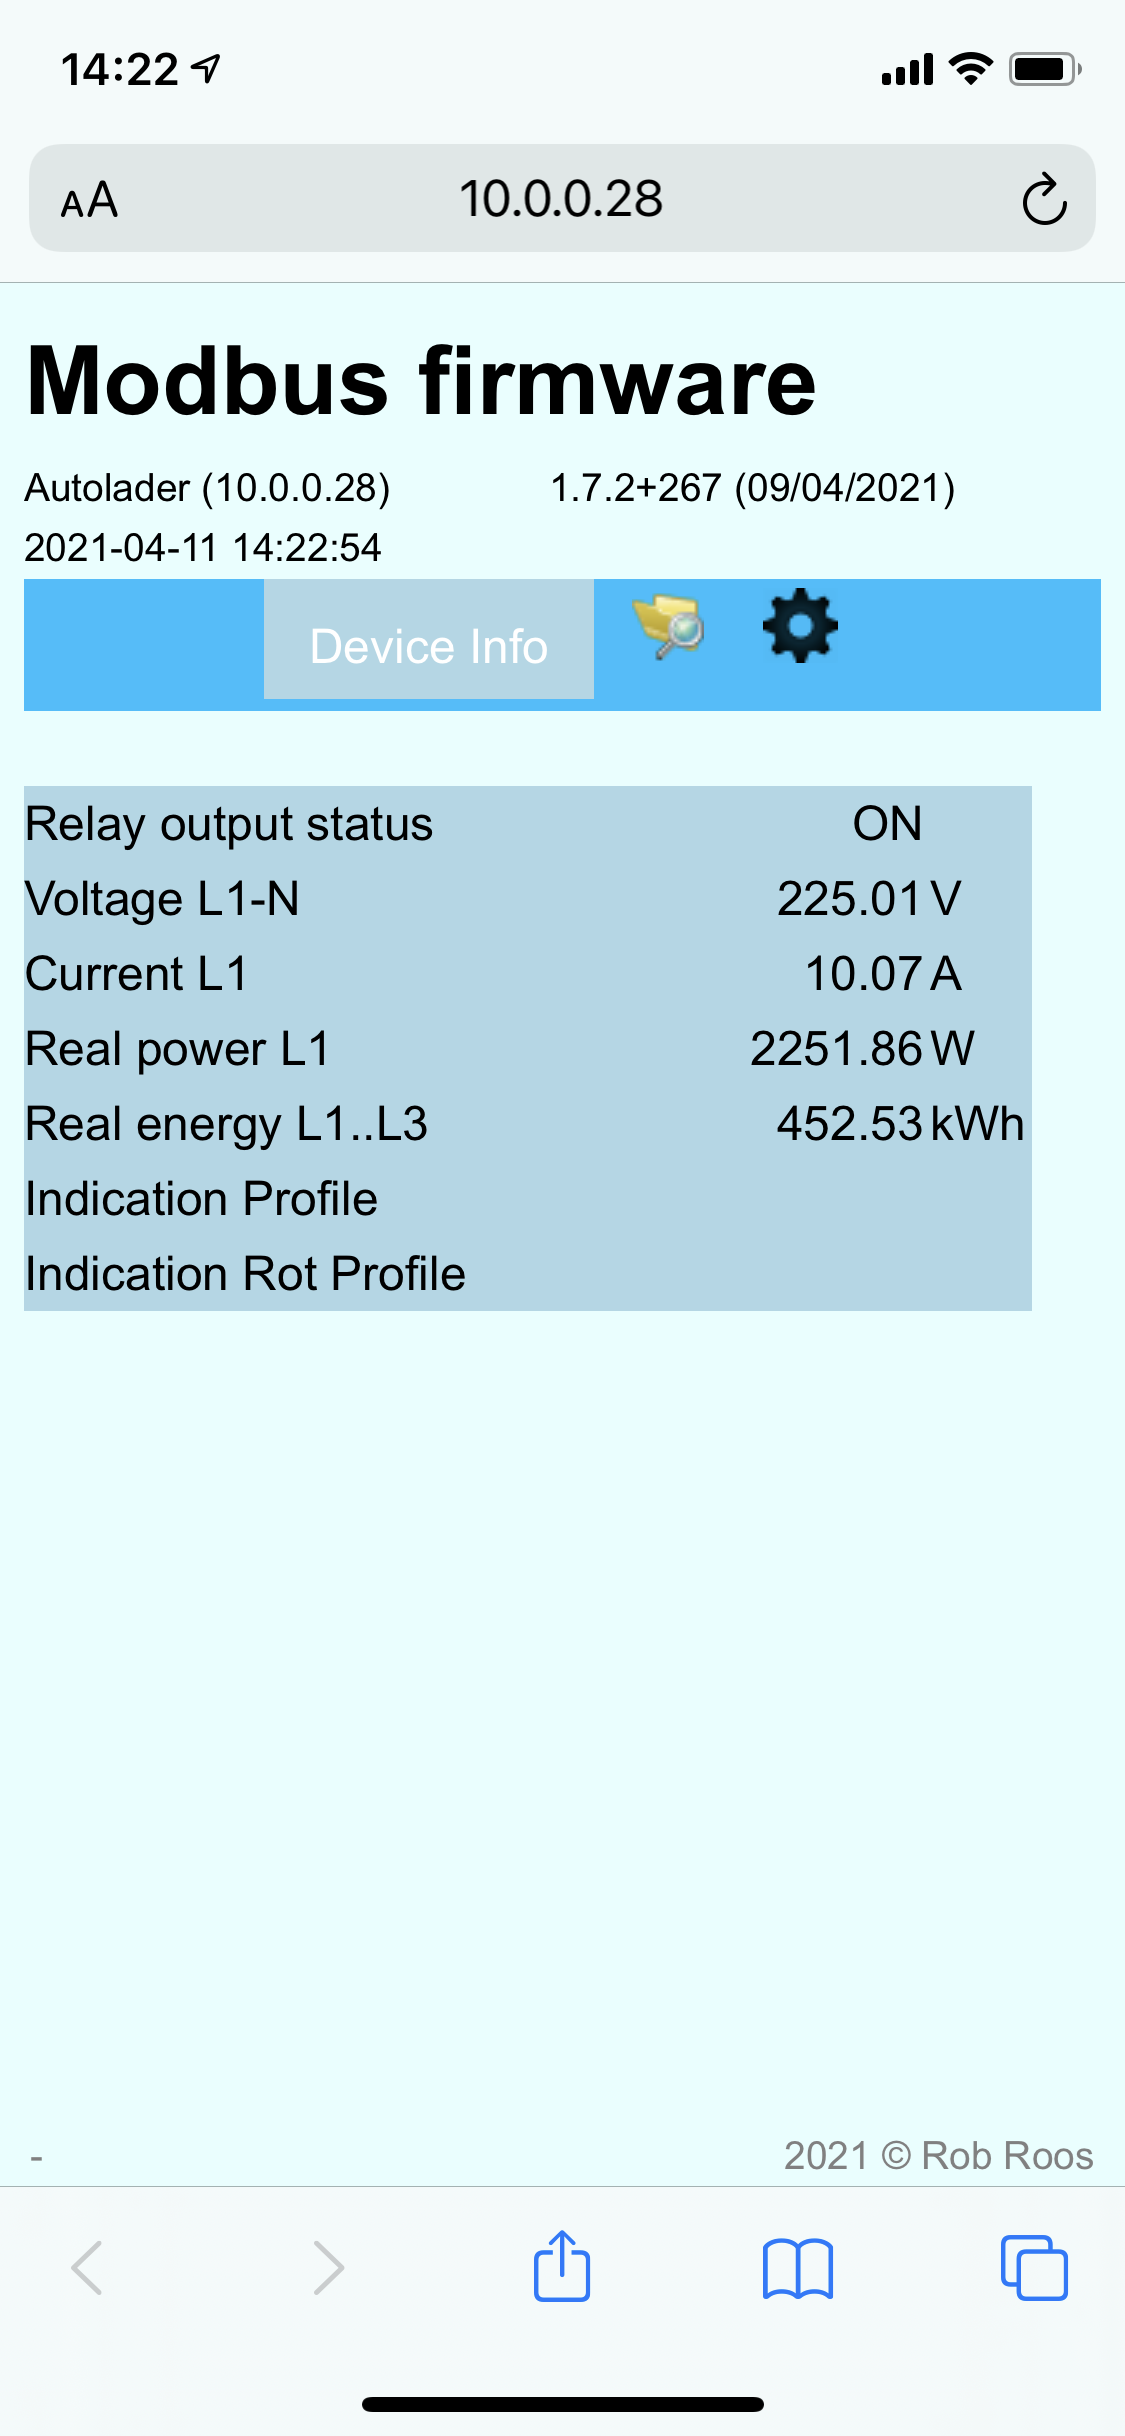 14:22
AA
10.0.0.28
Modbus firmware
Autolader (10.0.0.28) 1.7.2+267 (09/04/2021)
2021-04-11 14:22:54
Device Info
Relay output status ON
Voltage L1-N 225.01 V
Current L1 10.07 A
Real power L1 2251.86 W
Real energy L1..L3 452.53 kWh
Indication Profile
Indication Rot Profile
- 2021 © Rob Roos